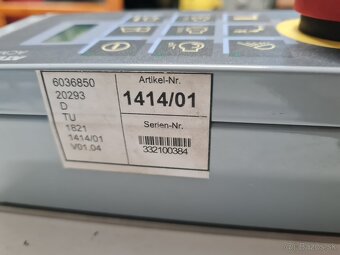 6036850
20293
D
TU
1821
1414/01
V01.04
Artikel-Nr.
1414/01
Serien-Nr.
332100384